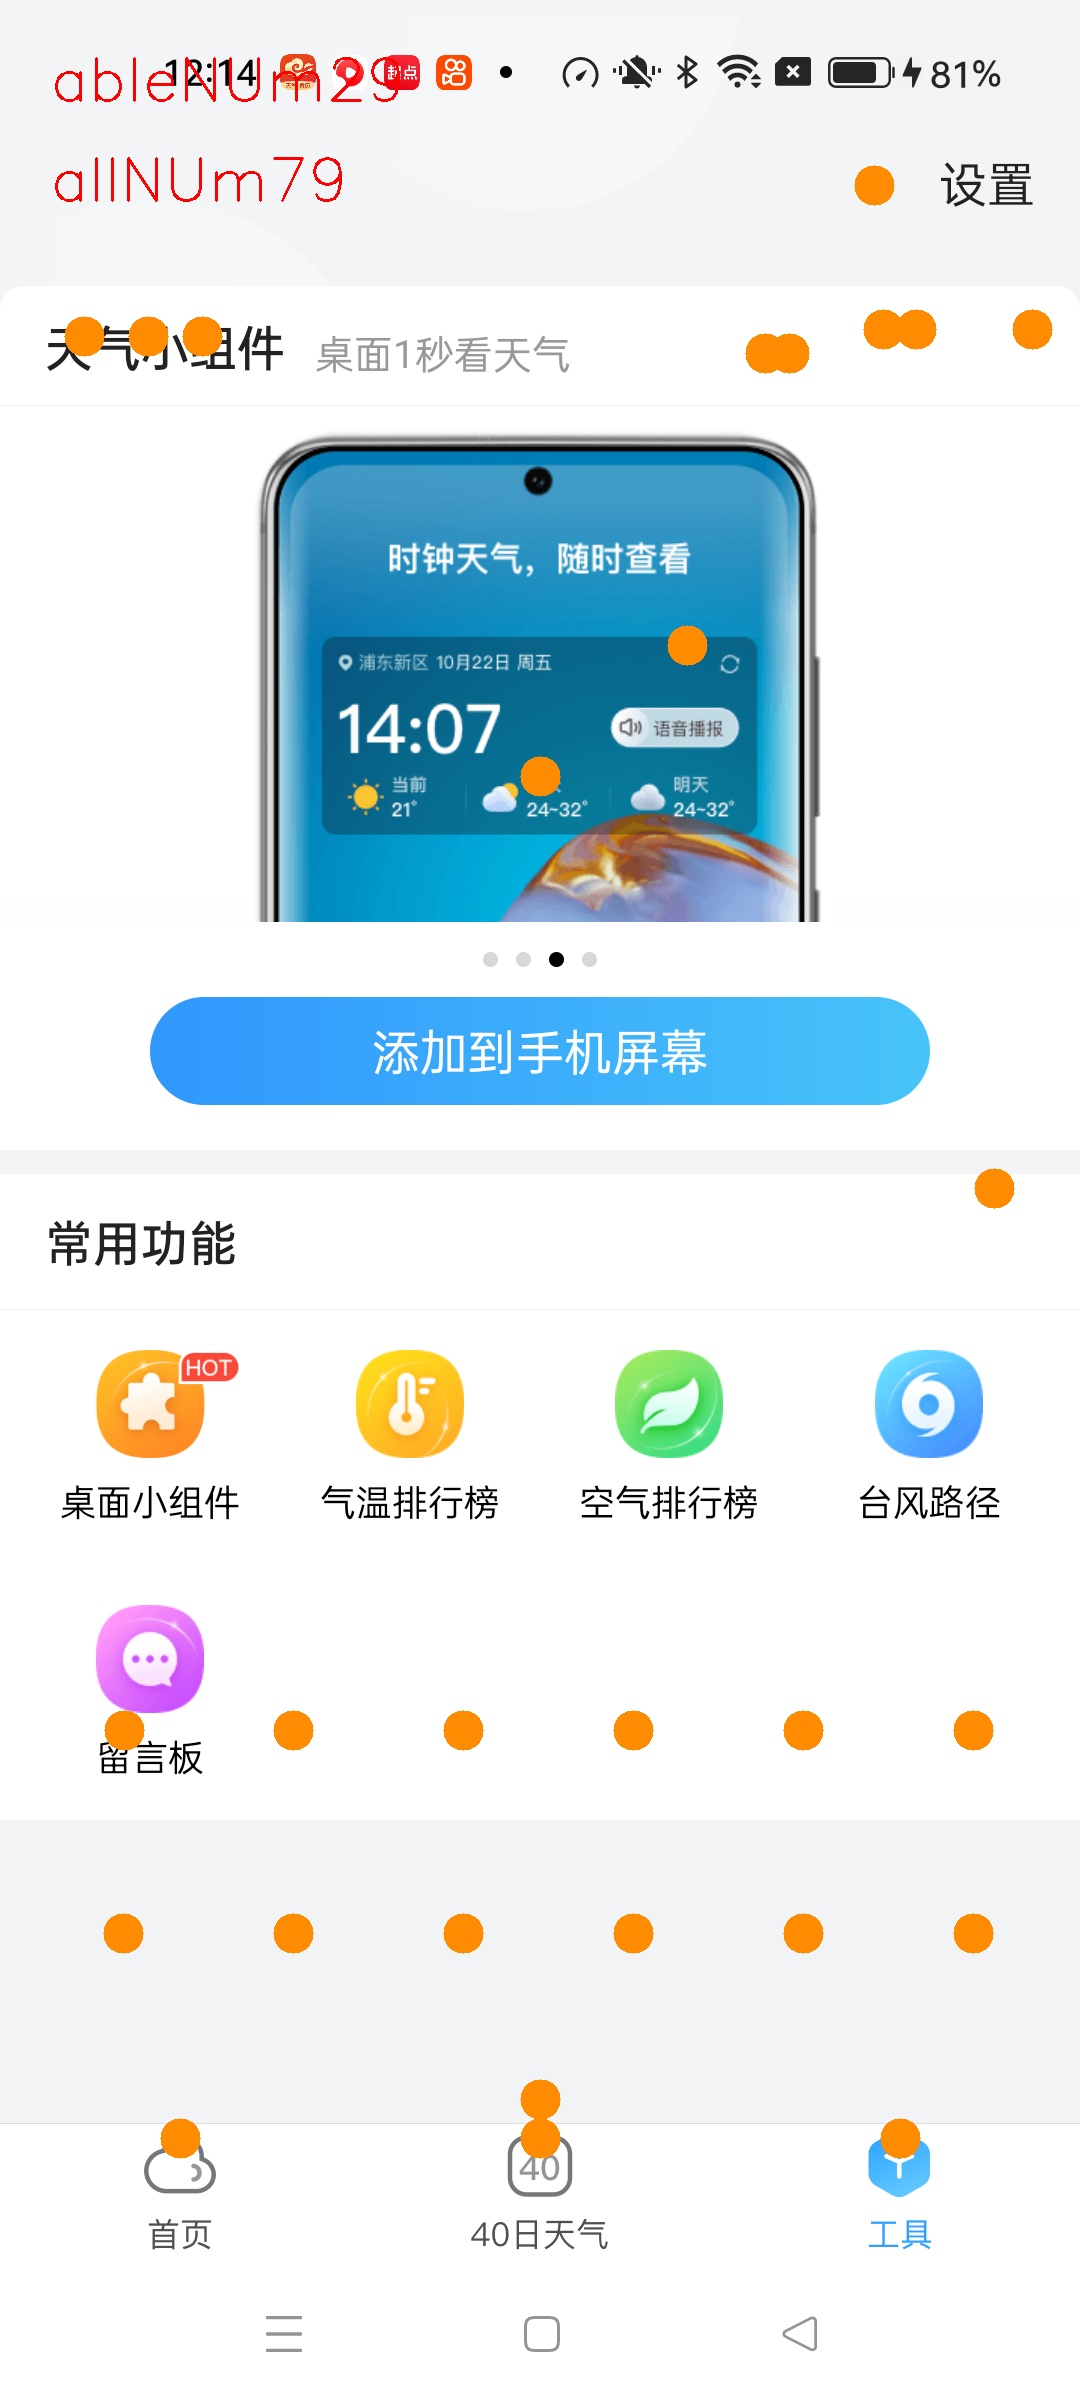 12:14 81%
ableNUm29
allNUm79
设置
天气小组件 桌面1秒看天气
时钟天气，随时查看
浦东新区 10月22日 周五
14:07 语音播报
当前 明天
21° 24~32° 24~32°
添加到手机屏幕
常用功能
HOT
桌面小组件 气温排行榜 空气排行榜 台风路径
留言板
40
首页 40日天气 工具